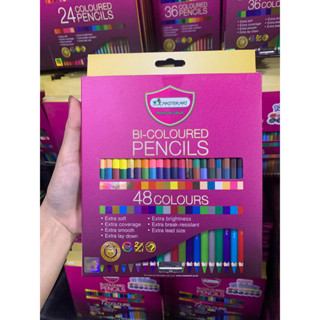 24 COLOURED
PENCILS
36 COLOURED
PENCILS
36 CO
MASTERART
BI-COLOURED
PENCILS
48 COLOURS
• Extra soft
• Extra coverage
• Extra smooth
• Extra lay down
• Extra brightness
• Extra break-resistant
• Extra lead size